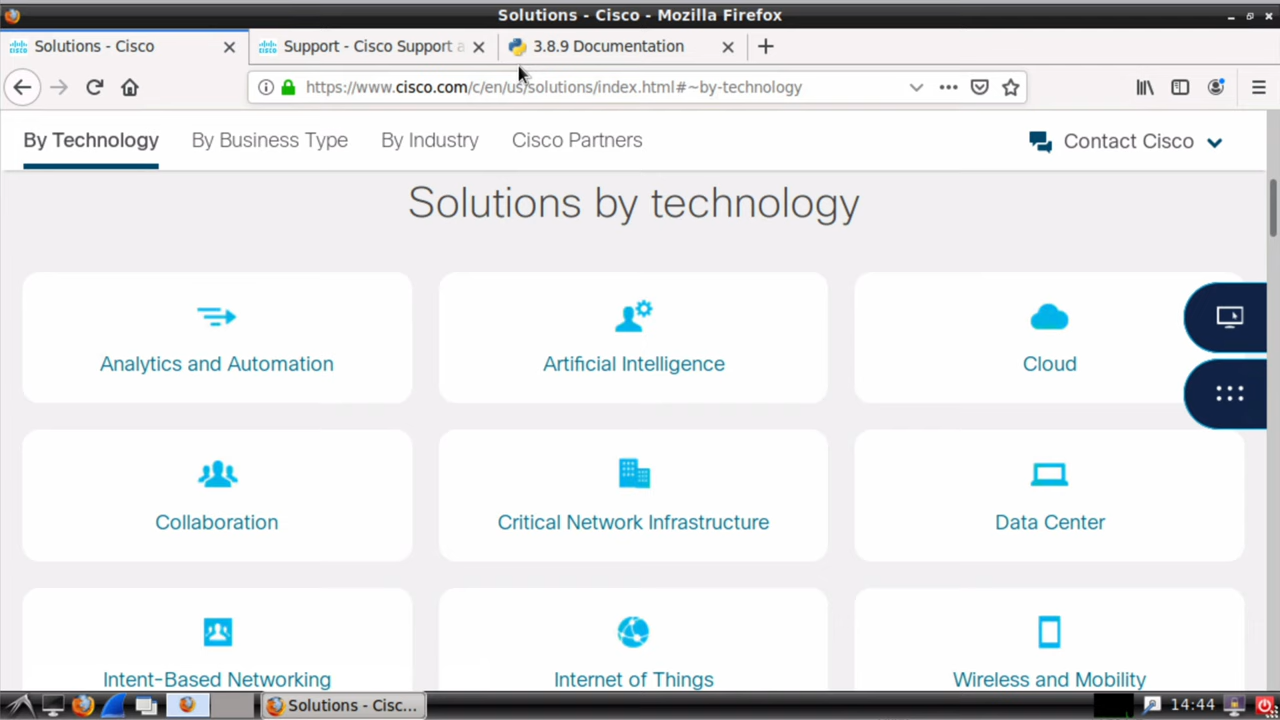 Solutions - Cisco - Mozilla Firefox
Solutions - Cisco
Support - Cisco Support a
3.8.9 Documentation
https://www.cisco.com/c/en/us/solutions/index.html#~by-technology
By Technology
By Business Type
By Industry
Cisco Partners
Contact Cisco
Solutions by technology
Analytics and Automation
Artificial Intelligence
Cloud
Collaboration
Critical Network Infrastructure
Data Center
Intent-Based Networking
Internet of Things
Wireless and Mobility
Solutions - Cisc...
14:44